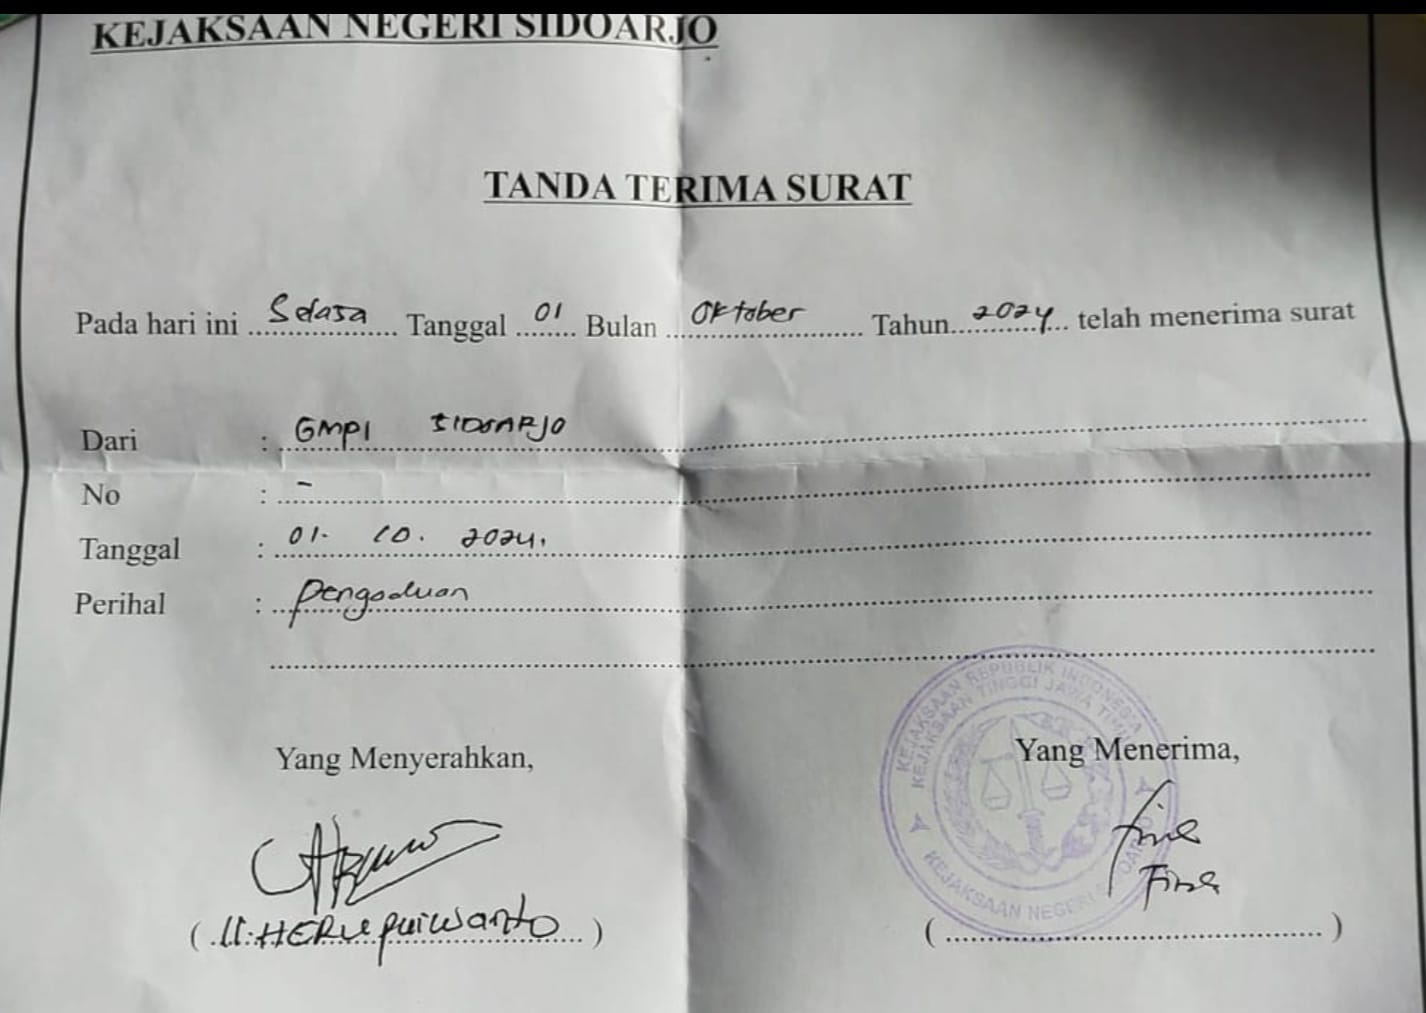 KEJAKSAAN NEGERI SIDOARJO
TANDA TERIMA SURAT
Pada hari ini Selasa Tanggal 01 Bulan Oktober Tahun 2024 telah menerima surat
Dari : GMPI SIDOARJO
No : -
Tanggal : 01. 10. 2024.
Perihal : Pengaduan
Yang Menyerahkan,
Yang Menerima,
KEJAKSAAN REPUBLIK INDONESIA
KEJAKSAAN TINGGI JAWA
KEJAKSAAN NEGERI
Fina
( HERU purwanto )
( )